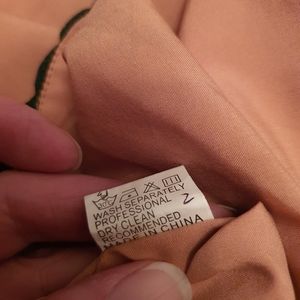 WASH SEPARATELY
PROFESSIONAL
DRY CLEAN
RECOMMENDED
MADE IN CHINA
Z